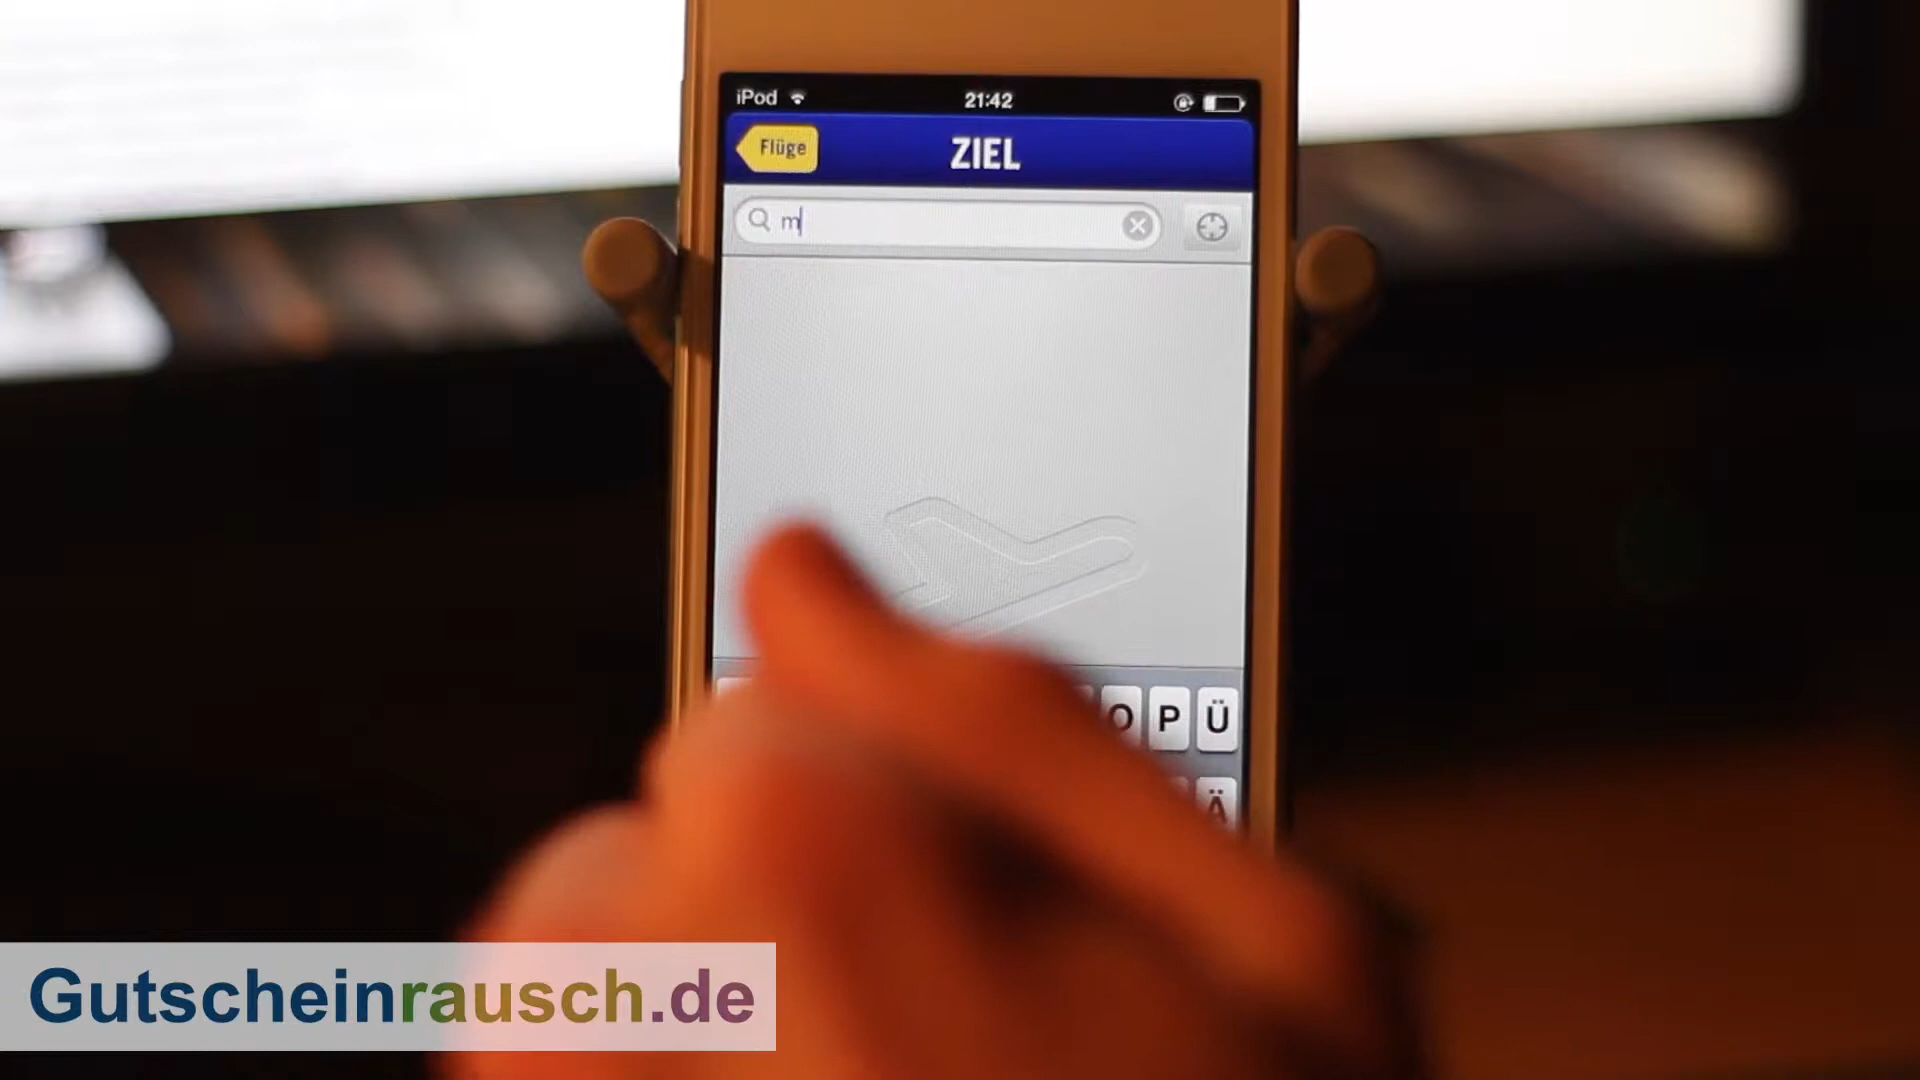 iPod 21:42
Flüge ZIEL
m
O P Ü
Ä
Gutscheinrausch.de